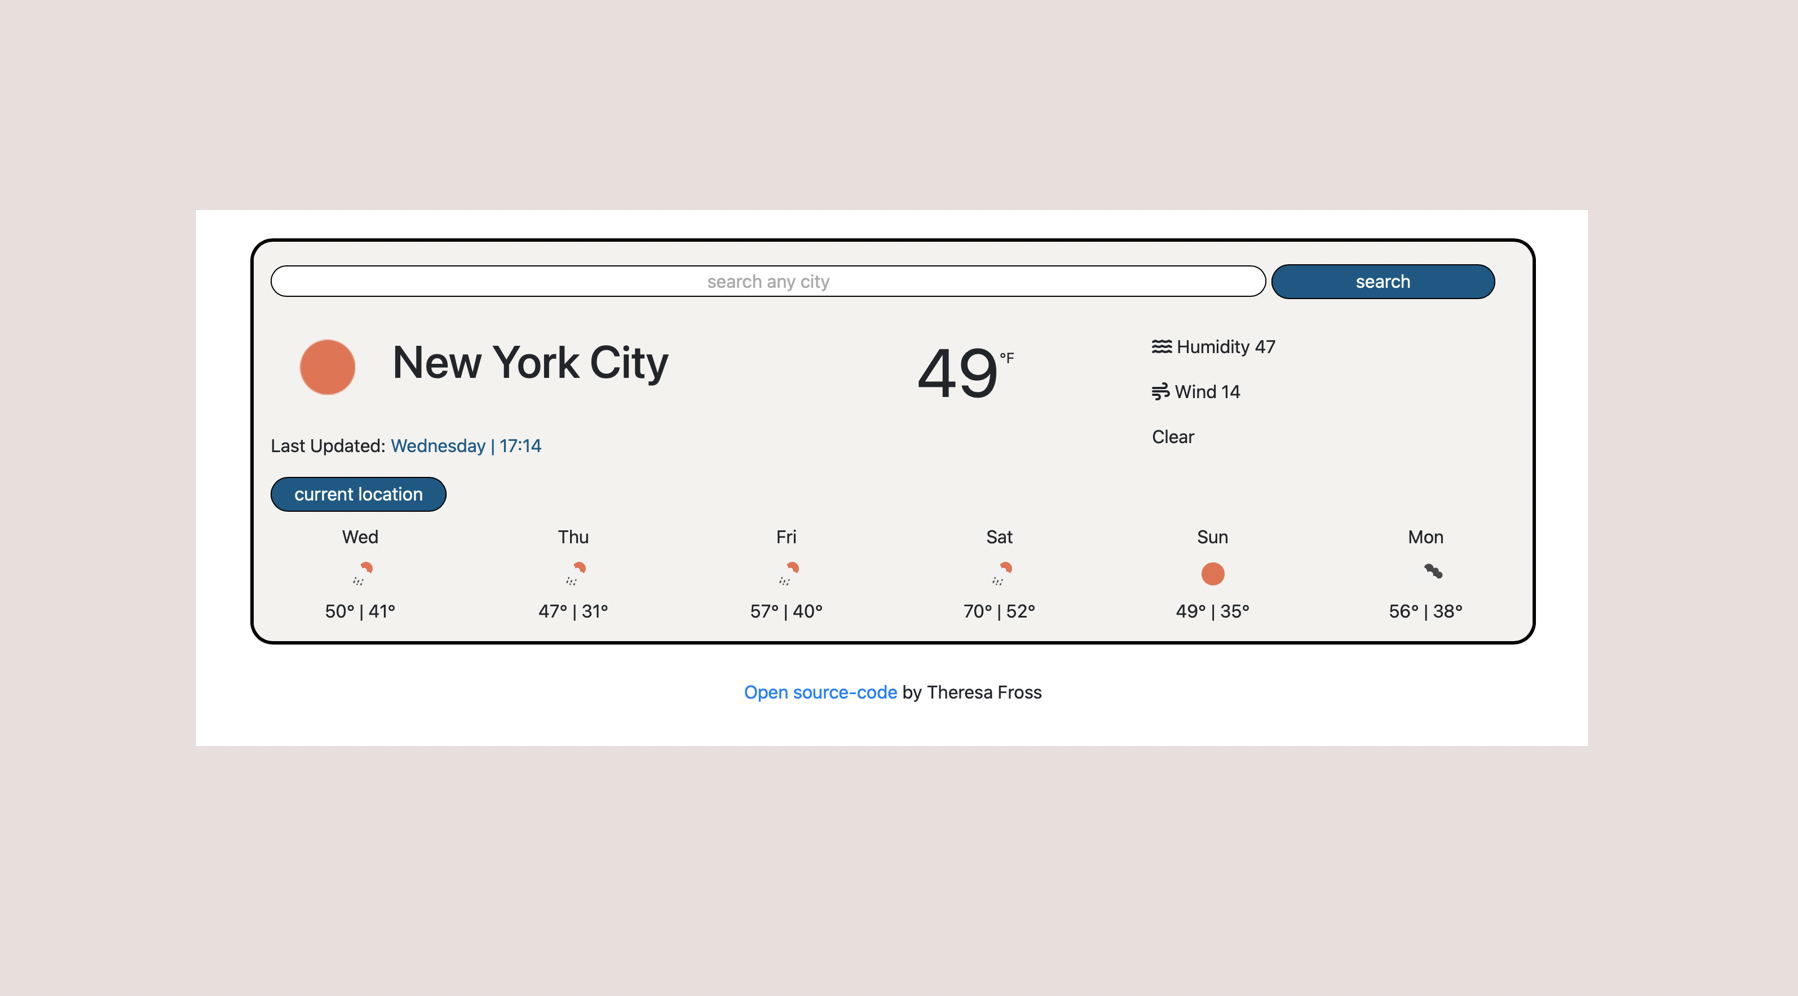 search any city
search
New York City
49 °F
Humidity 47
Wind 14
Clear
Last Updated: Wednesday | 17:14
current location
Wed Thu Fri Sat Sun Mon
50° | 41° 47° | 31° 57° | 40° 70° | 52° 49° | 35° 56° | 38°
Open source-code by Theresa Fross